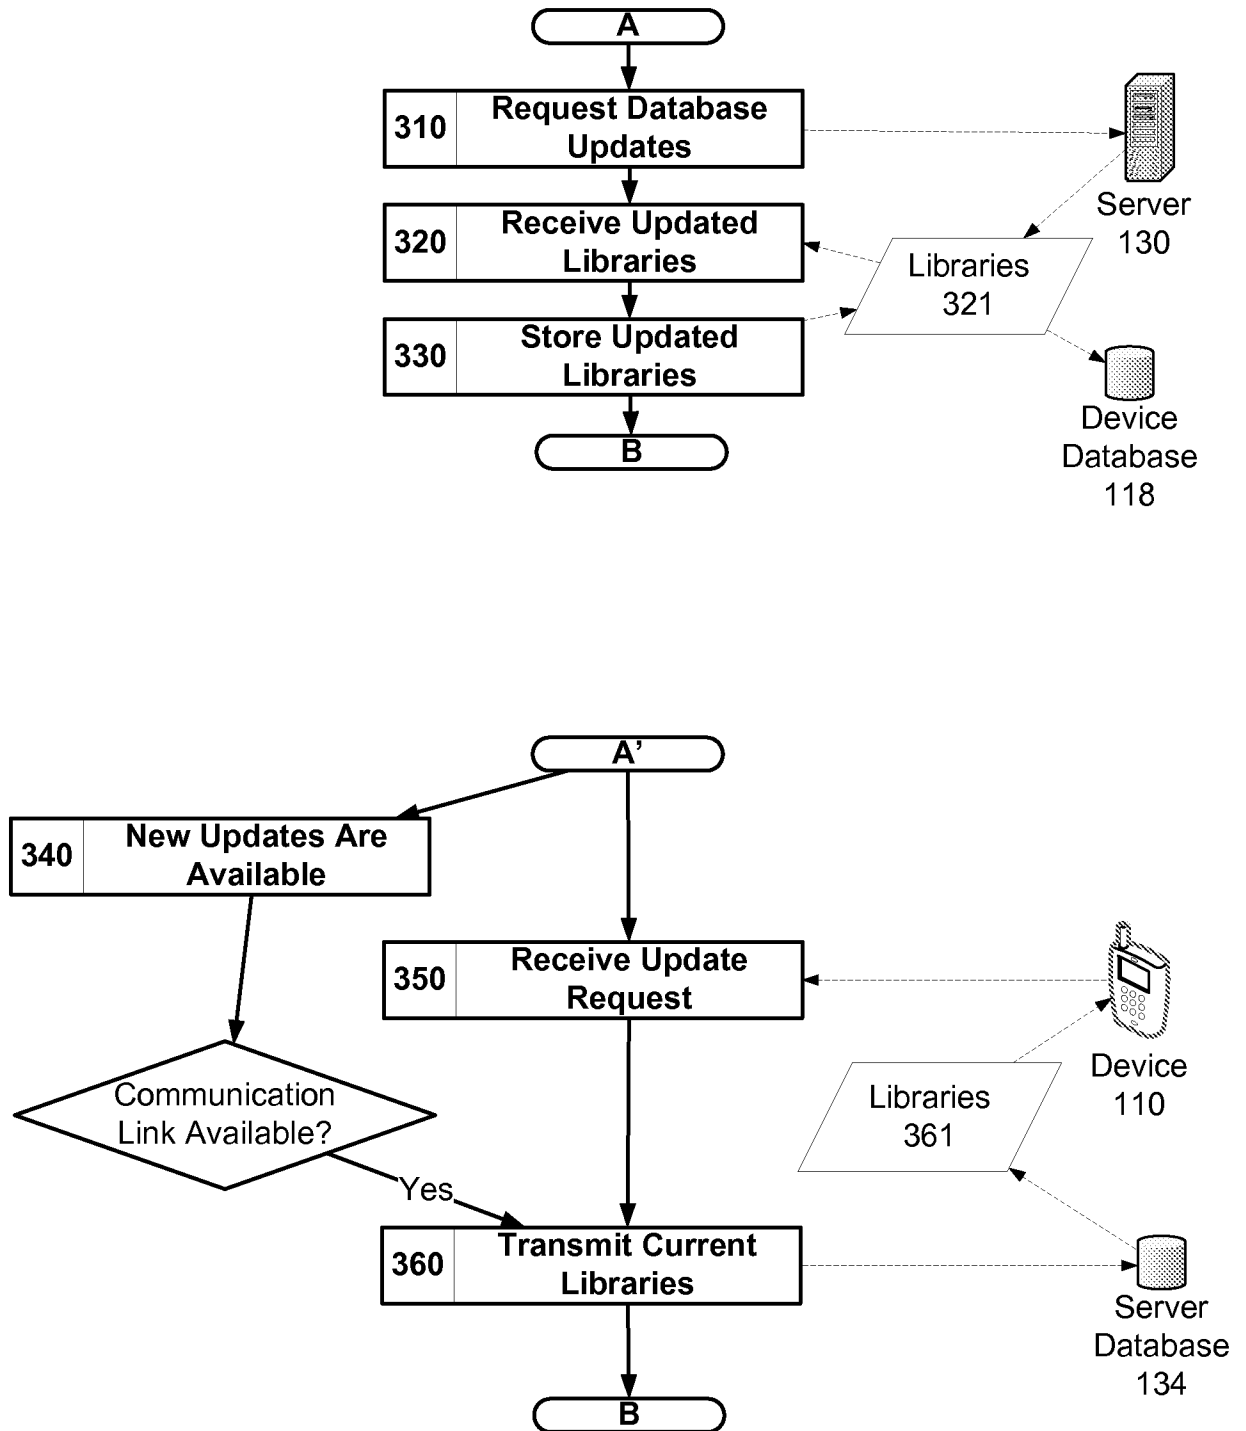 A
310
Request Database
Updates
320
Receive Updated
Libraries
330
Store Updated
Libraries
B
Server
130
Libraries
321
Device
Database
118
A’
340
New Updates Are
Available
350
Receive Update
Request
Communication
Link Available?
Yes
360
Transmit Current
Libraries
B
Device
110
Libraries
361
Server
Database
134